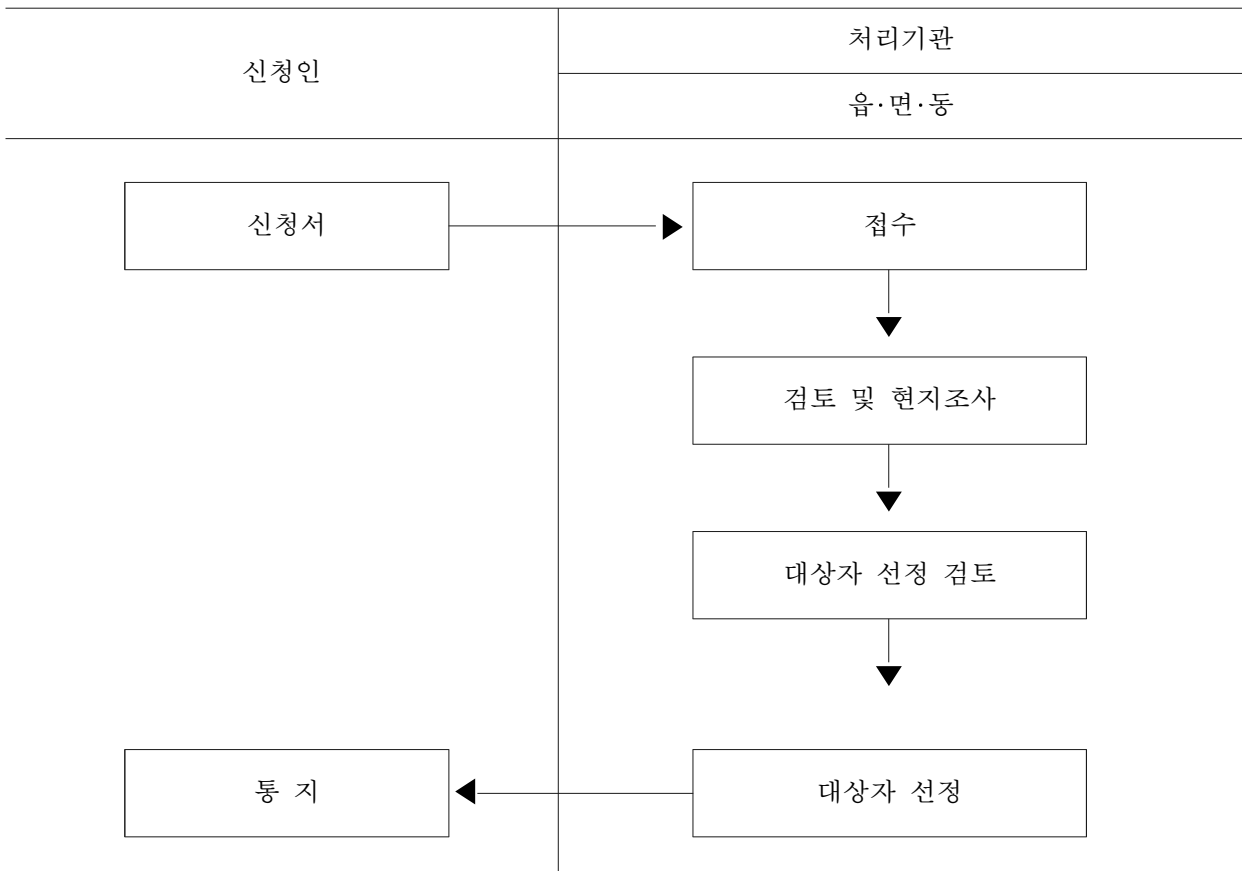 신청인
처리기관
읍·면·동
신청서
접수
검토 및 현지조사
대상자 선정 검토
통 지
대상자 선정